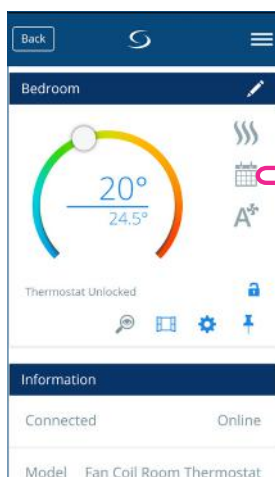 Back
Bedroom
20°
24.5°
A
Thermostat Unlocked
Information
Connected Online
Model Fan Coil Room Thermostat